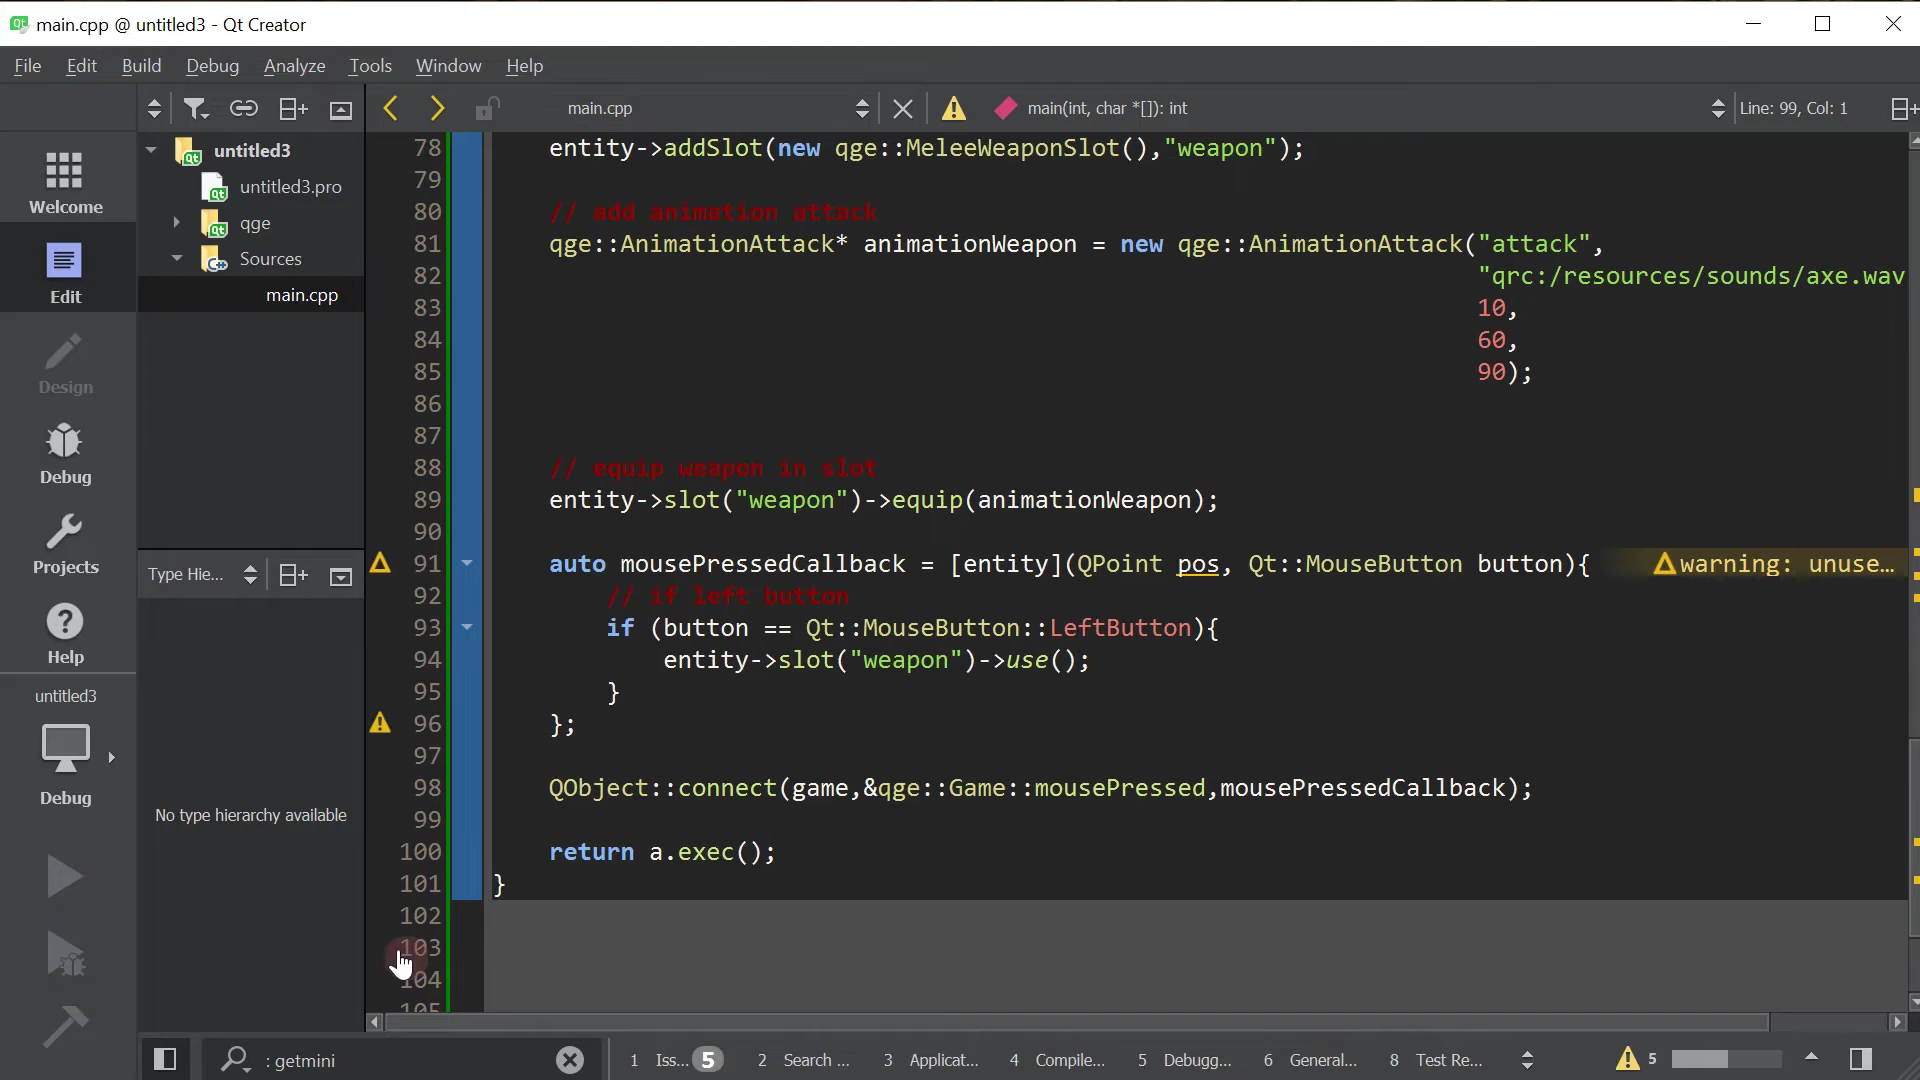 main.cpp @ untitled3 - Qt Creator
File Edit Build Debug Analyze Tools Window Help
main.cpp
main(int, char *[]): int
Line: 99, Col: 1
Welcome
Edit
Design
Debug
Projects
Help
untitled3
Debug
untitled3
untitled3.pro
qge
Sources
main.cpp
Type Hie...
No type hierarchy available
78 entity->addSlot(new qge::MeleeWeaponSlot(),"weapon");
79
80 // add animation attack
81 qge::AnimationAttack* animationWeapon = new qge::AnimationAttack("attack",
82 "qrc:/resources/sounds/axe.wav
83 10,
84 60,
85 90);
86
87
88 // equip weapon in slot
89 entity->slot("weapon")->equip(animationWeapon);
90
91 auto mousePressedCallback = [entity](QPoint pos, Qt::MouseButton button){ warning: unuse...
92 // if left button
93 if (button == Qt::MouseButton::LeftButton){
94 entity->slot("weapon")->use();
95 }
96 };
97
98 QObject::connect(game,&qge::Game::mousePressed,mousePressedCallback);
99
100 return a.exec();
101 }
102
103
104
105
: getmini
1 Iss... 5
2 Search ...
3 Applicat...
4 Compile...
5 Debugg...
6 General...
8 Test Re...
5